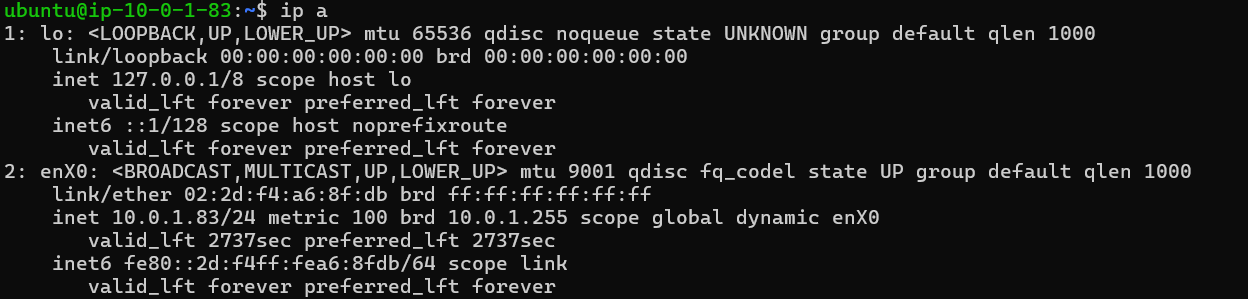 ubuntu@ip-10-0-1-83:~$ ip a
1: lo: <LOOPBACK,UP,LOWER_UP> mtu 65536 qdisc noqueue state UNKNOWN group default qlen 1000
    link/loopback 00:00:00:00:00:00 brd 00:00:00:00:00:00
    inet 127.0.0.1/8 scope host lo
       valid_lft forever preferred_lft forever
    inet6 ::1/128 scope host noprefixroute
       valid_lft forever preferred_lft forever
2: enX0: <BROADCAST,MULTICAST,UP,LOWER_UP> mtu 9001 qdisc fq_codel state UP group default qlen 1000
    link/ether 02:2d:f4:a6:8f:db brd ff:ff:ff:ff:ff:ff
    inet 10.0.1.83/24 metric 100 brd 10.0.1.255 scope global dynamic enX0
       valid_lft 2737sec preferred_lft 2737sec
    inet6 fe80::2d:f4ff:fea6:8fdb/64 scope link
       valid_lft forever preferred_lft forever